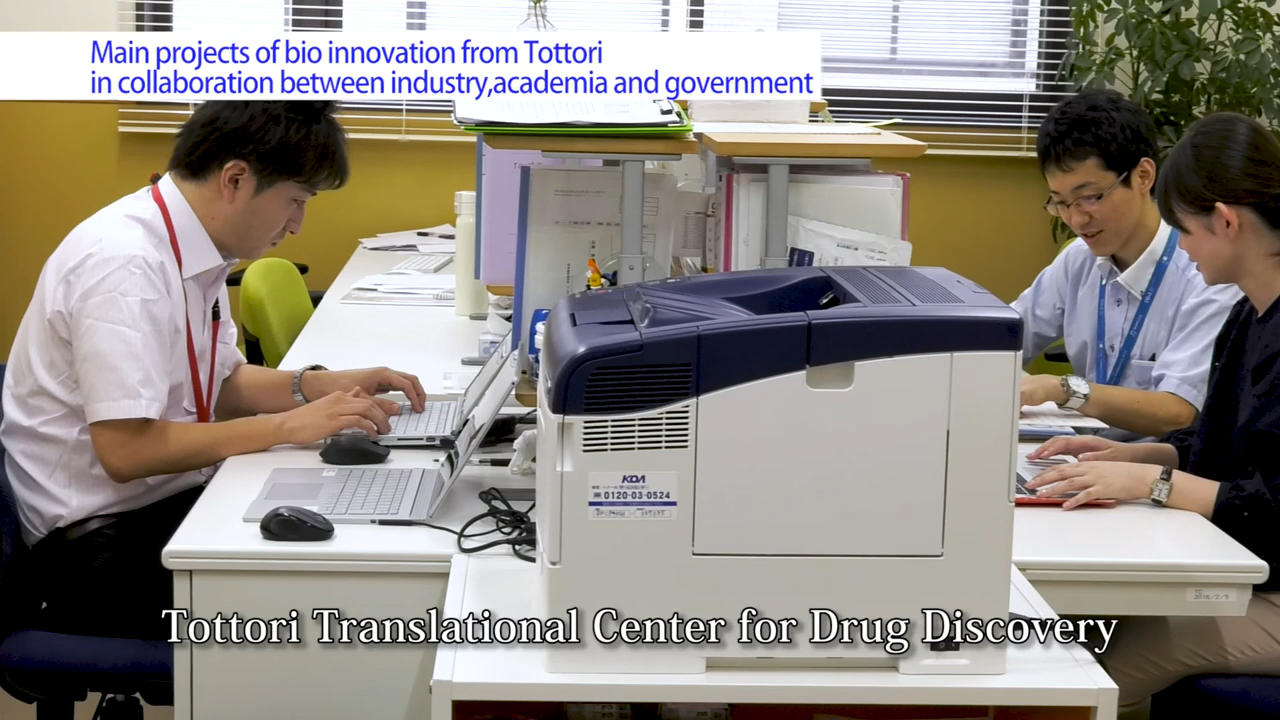 Main projects of bio innovation from Tottori
in collaboration between industry,academia and government
KDA
0120-03-0524
Tottori Translational Center for Drug Discovery